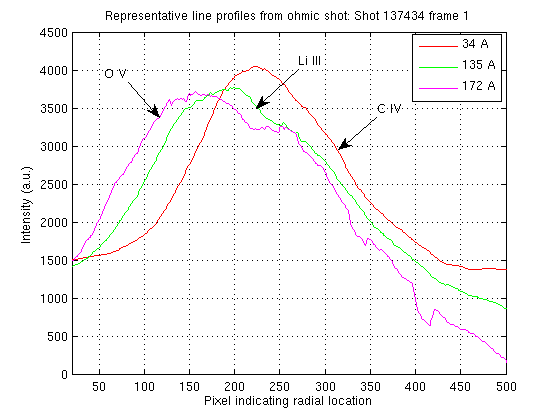 Representative line profiles from ohmic shot: Shot 137434 frame 1
34 A
135 A
172 A
O V
Li III
C IV
Intensity (a.u.)
4500
4000
3500
3000
2500
2000
1500
1000
500
0
50 100 150 200 250 300 350 400 450 500
Pixel indicating radial location